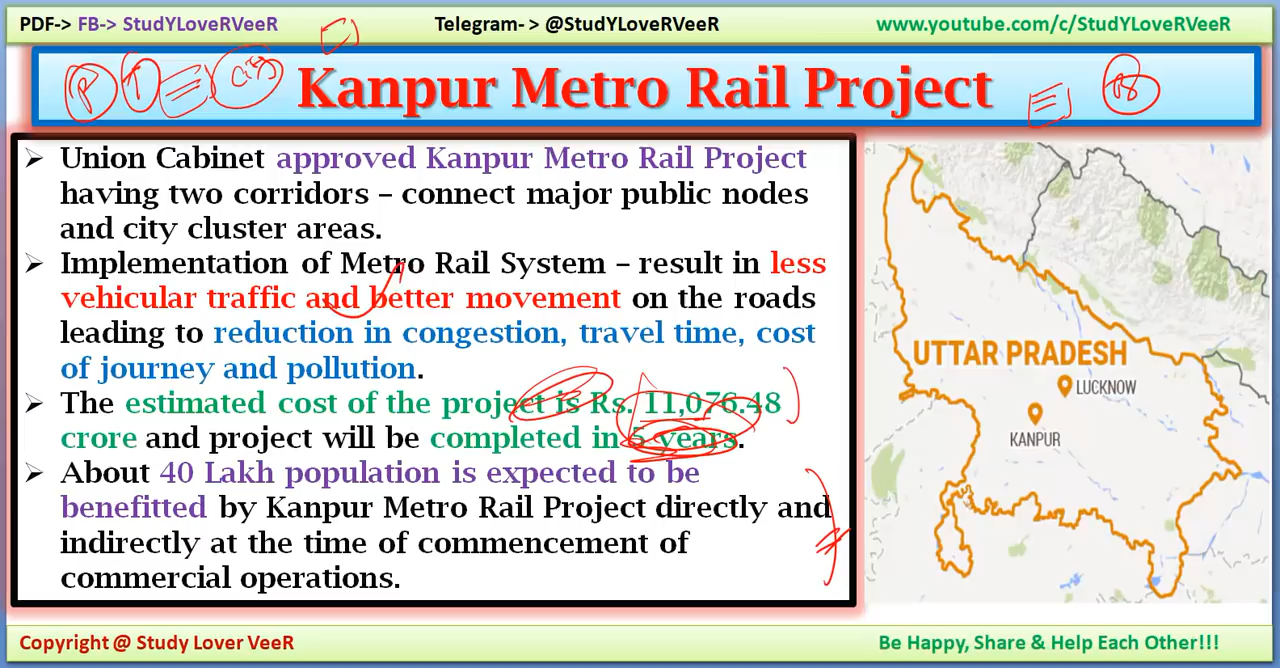 PDF-> FB-> StudYLoveRVeeR
Telegram- > @StudYLoveRVeeR
www.youtube.com/c/StudYLoveRVeeR
Kanpur Metro Rail Project
➢ Union Cabinet approved Kanpur Metro Rail Project
having two corridors – connect major public nodes
and city cluster areas.
➢ Implementation of Metro Rail System – result in less
vehicular traffic and better movement on the roads
leading to reduction in congestion, travel time, cost
of journey and pollution.
➢ The estimated cost of the project is Rs. 11,076.48
crore and project will be completed in 5 years.
➢ About 40 Lakh population is expected to be
benefitted by Kanpur Metro Rail Project directly and
indirectly at the time of commencement of
commercial operations.
UTTAR PRADESH
LUCKNOW
KANPUR
Copyright @ Study Lover VeeR
Be Happy, Share & Help Each Other!!!